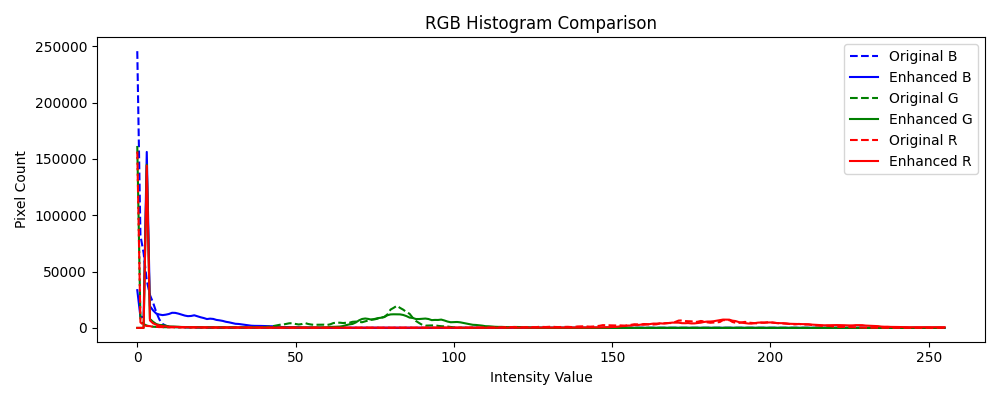 RGB Histogram Comparison
250000
200000
150000
100000
50000
0
Pixel Count
0 50 100 150 200 250
Intensity Value
Original B
Enhanced B
Original G
Enhanced G
Original R
Enhanced R